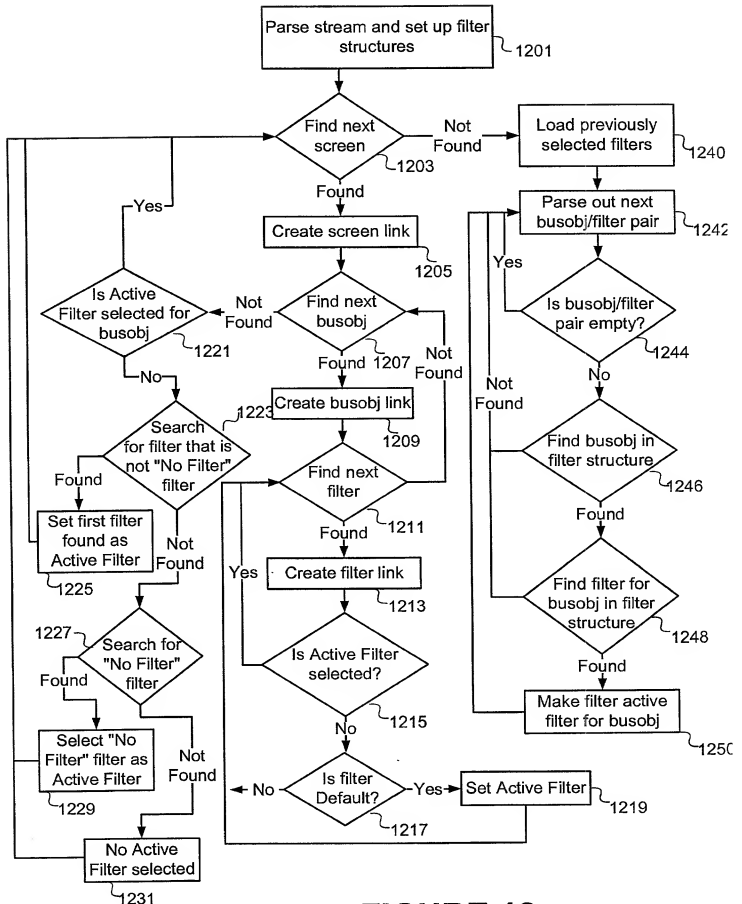 Parse stream and set up filter
structures
1201
Find next
screen
1203
Not
Found
Load previously
selected filters
1240
Found
Yes
Create screen link
1205
Parse out next
busobj/filter pair
1242
Yes
Is Active
Filter selected for
busobj
1221
Not
Found
Find next
busobj
1207
Not
Found
Is busobj/filter
pair empty?
1244
Found
No
No
Not
Found
Create busobj link
1209
1223
Search
for filter that is
not "No Filter"
filter
Find busobj in
filter structure
1246
Find next
filter
1211
Found
Found
Found
Set first filter
found as
Active Filter
1225
Not
Found
Yes
Create filter link
1213
Find filter for
busobj in filter
structure
1248
1227
Search for
"No Filter"
filter
Is Active Filter
selected?
1215
Found
Found
Make filter active
filter for busobj
1250
No
Select "No
Filter" filter as
Active Filter
1229
Not
Found
No
Is filter
Default?
1217
Yes
Set Active Filter
1219
No Active
Filter selected
1231